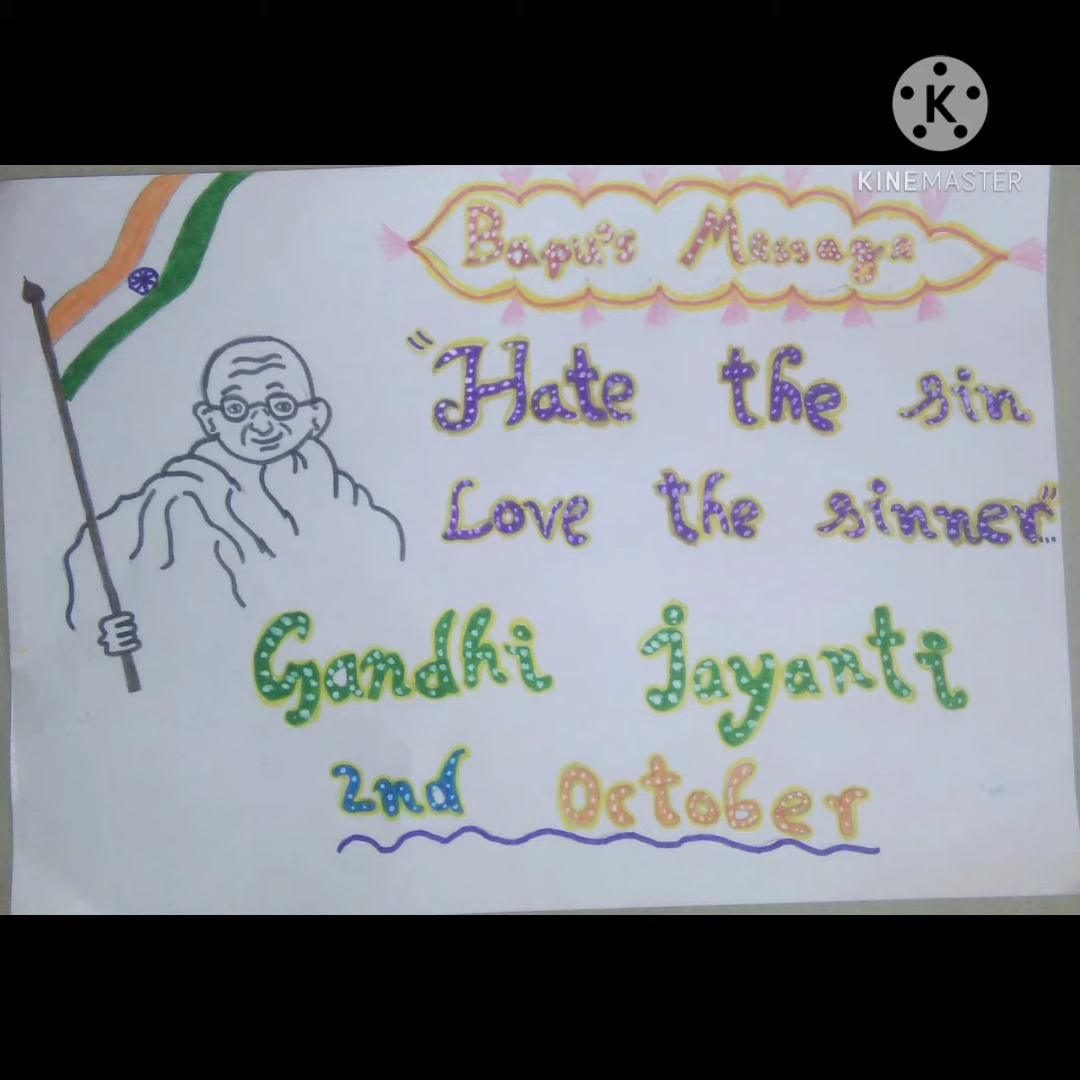 K
KINEMASTER
Bapu's Message
"Hate the sin
Love the sinner"...
Gandhi Jayanti
2nd October